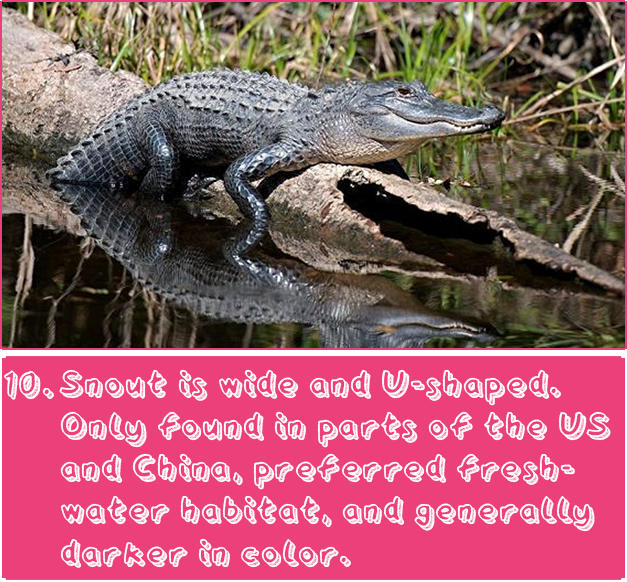 10. Snout is wide and U-shaped.
Only found in parts of the US
and China, preferred fresh-
water habitat, and generally
darker in color.